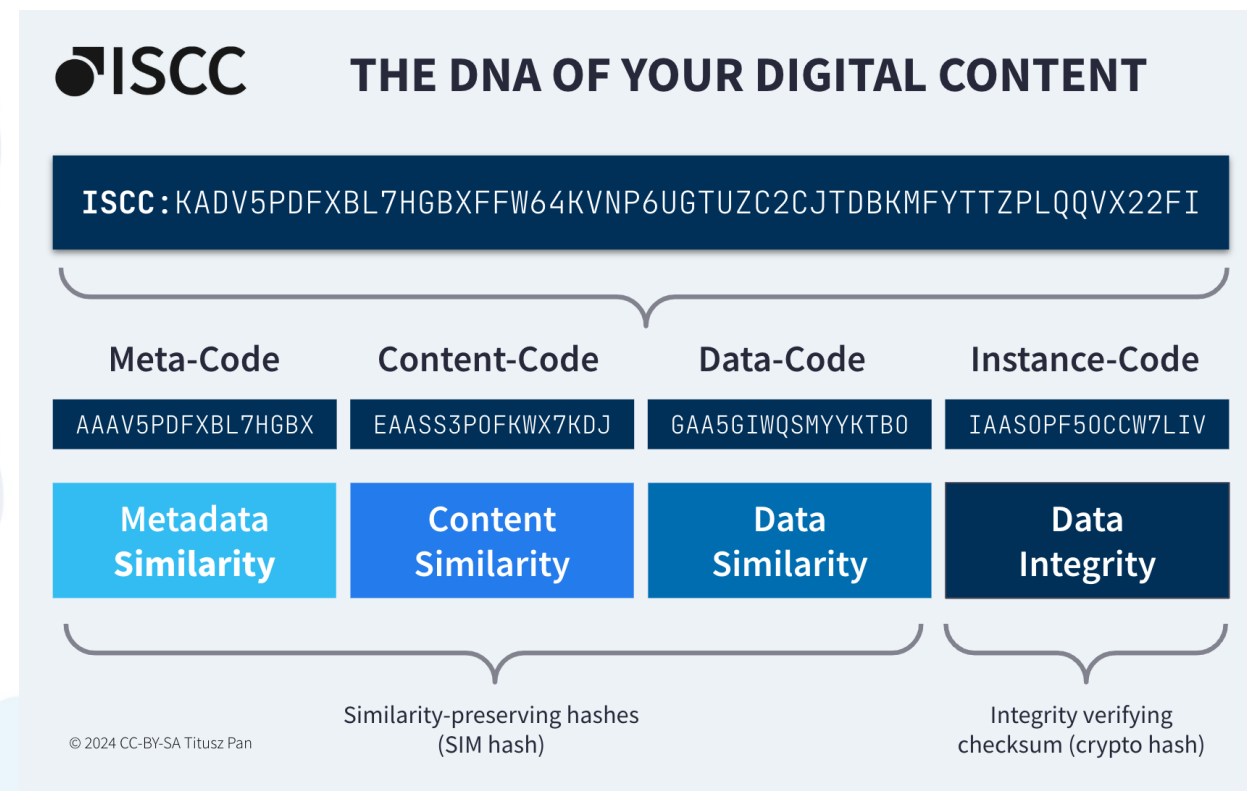 ISCC
THE DNA OF YOUR DIGITAL CONTENT
ISCC:KADV5PDFXBL7HGBXFFW64KVNP6UGTUZC2CJTDBKMFYTTZPLQQVX22FI
Meta-Code
Content-Code
Data-Code
Instance-Code
AAAV5PDFXBL7HGBX
EAASS3POFKWX7KDJ
GAA5GIWQSMYYKTBO
IAASOPF5OCCW7LIV
Metadata
Similarity
Content
Similarity
Data
Similarity
Data
Integrity
Similarity-preserving hashes
(SIM hash)
Integrity verifying
checksum (crypto hash)
© 2024 CC-BY-SA Titusz Pan